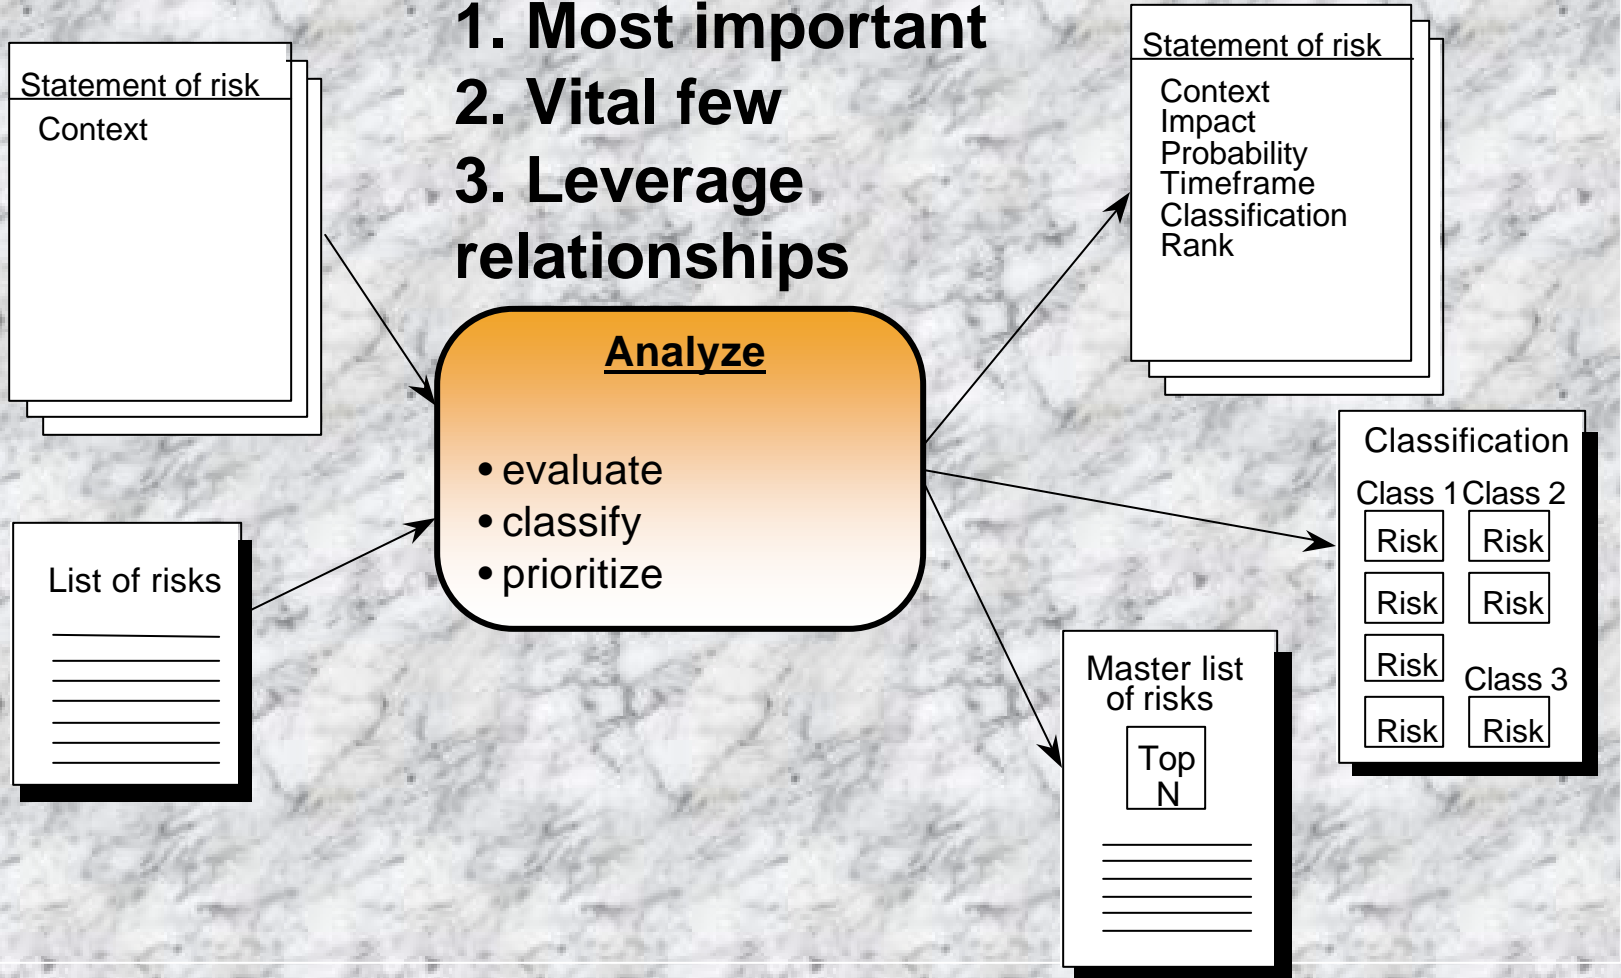 1. Most important
2. Vital few
3. Leverage
relationships
Statement of risk
Context
List of risks
Analyze
• evaluate
• classify
• prioritize
Statement of risk
Context
Impact
Probability
Timeframe
Classification
Rank
Classification
Class 1 Class 2
Risk Risk
Risk Risk
Risk
Class 3
Risk Risk
Master list
of risks
Top
N